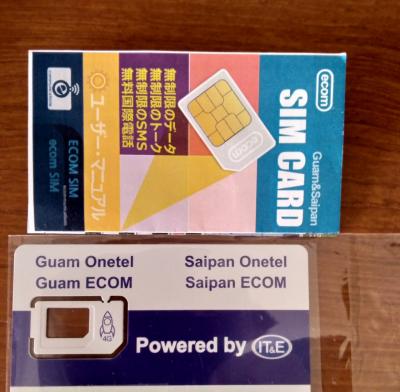 ecom
SIM CARD
Guam&Saipan
ecom
無制限のデータ
無制限のトーク
無制限のSMS
無料国際電話
ユーザー・マニュアル
ECOM SIM
ecom SIM
Guam Onetel
Guam ECOM
Saipan Onetel
Saipan ECOM
4G
Powered by IT&E